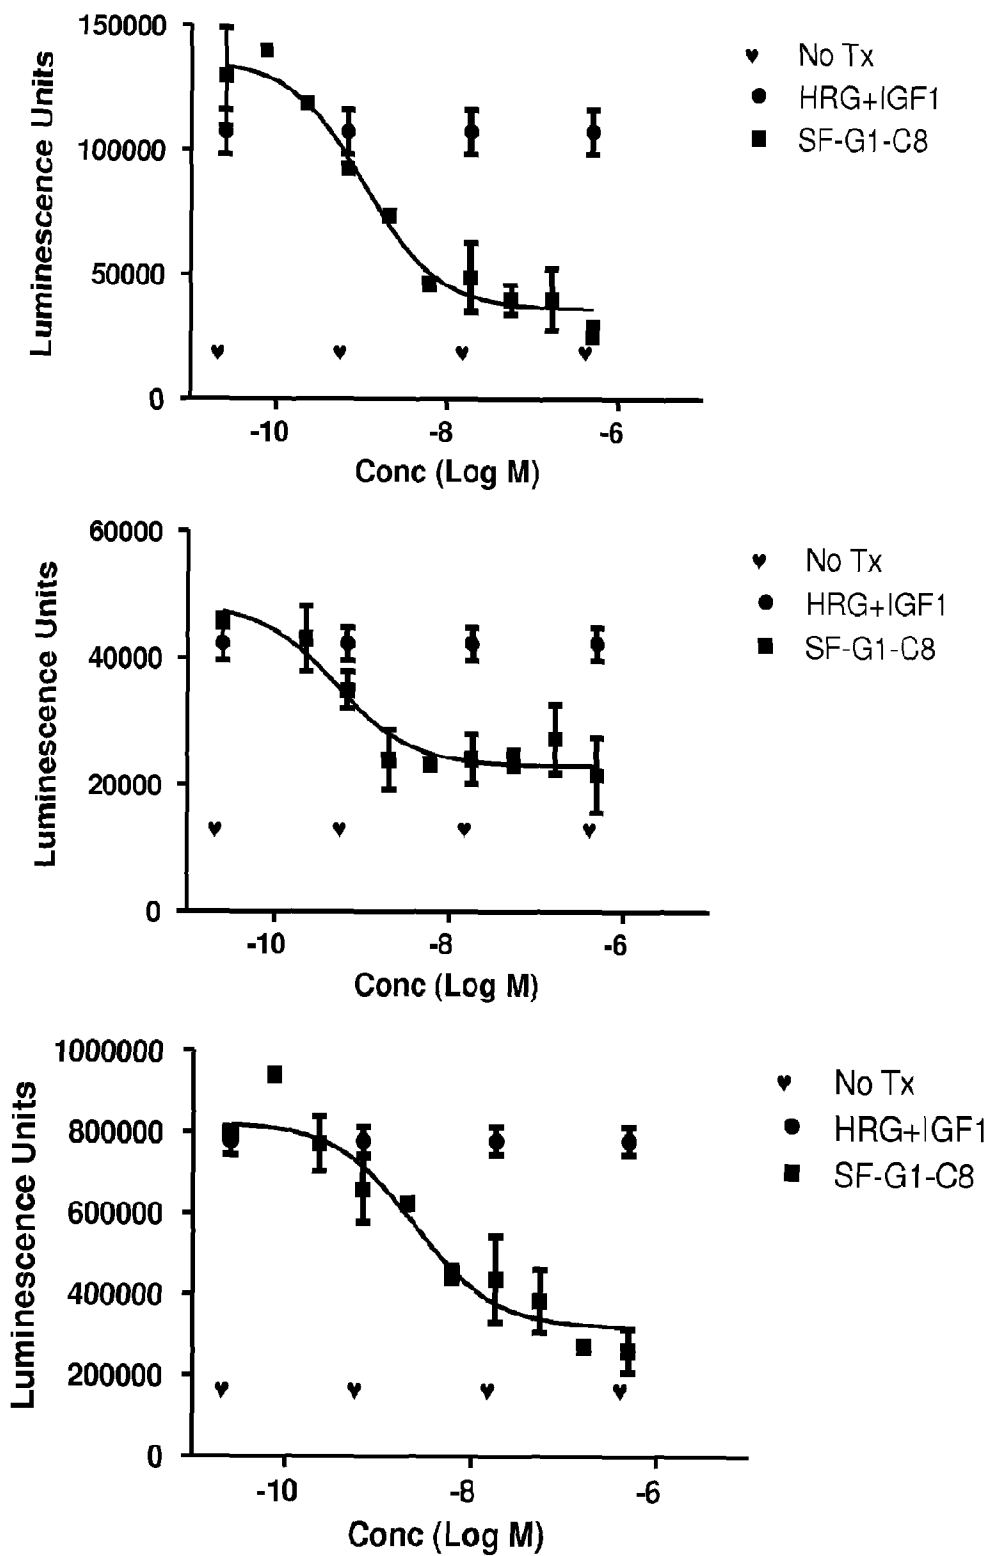 150000
100000
50000
0
Luminescence Units
-10
-8
-6
Conc (Log M)
No Tx
HRG+IGF1
SF-G1-C8
60000
40000
20000
0
Luminescence Units
-10
-8
-6
Conc (Log M)
No Tx
HRG+IGF1
SF-G1-C8
1000000
800000
600000
400000
200000
0
Luminescence Units
-10
-8
-6
Conc (Log M)
No Tx
HRG+IGF1
SF-G1-C8